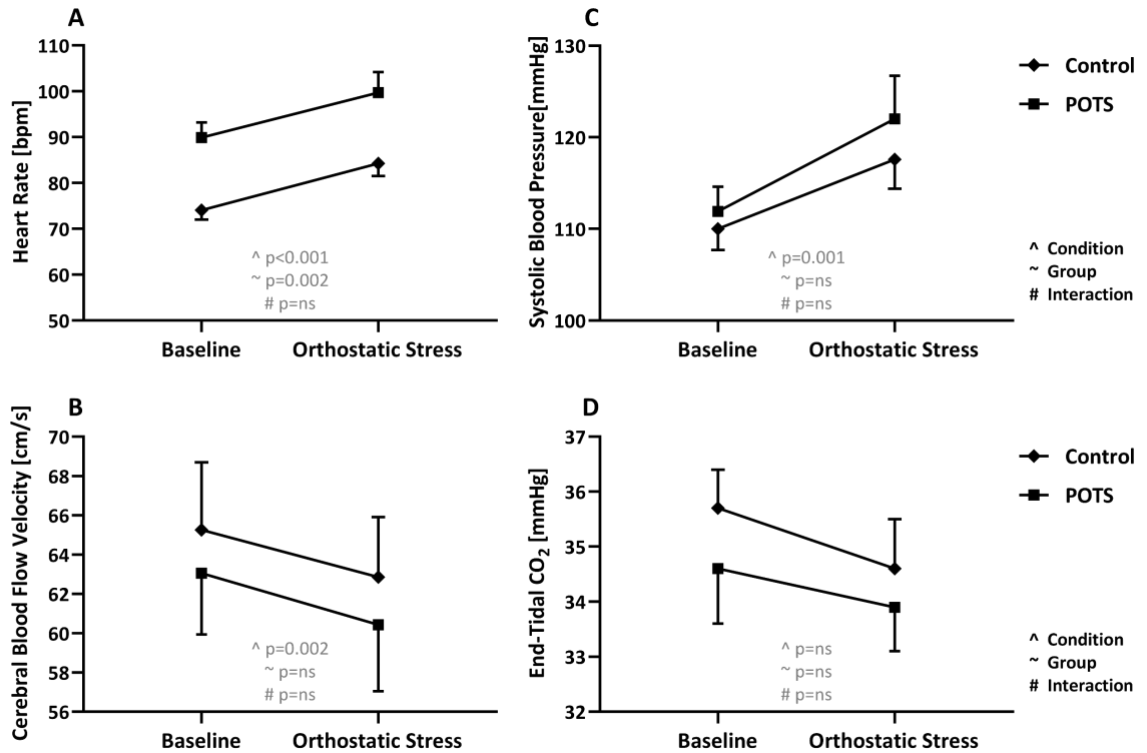 A
Heart Rate [bpm]
110
100
90
80
70
60
50
^ p<0.001
~ p=0.002
# p=ns
Baseline
Orthostatic Stress
C
Systolic Blood Pressure[mmHg]
130
120
110
100
^ p=0.001
~ p=ns
# p=ns
Baseline
Orthostatic Stress
Control
POTS
^ Condition
~ Group
# Interaction
B
Cerebral Blood Flow Velocity [cm/s]
70
68
66
64
62
60
58
56
^ p=0.002
~ p=ns
# p=ns
Baseline
Orthostatic Stress
D
End-Tidal CO₂ [mmHg]
37
36
35
34
33
32
^ p=ns
~ p=ns
# p=ns
Baseline
Orthostatic Stress
Control
POTS
^ Condition
~ Group
# Interaction